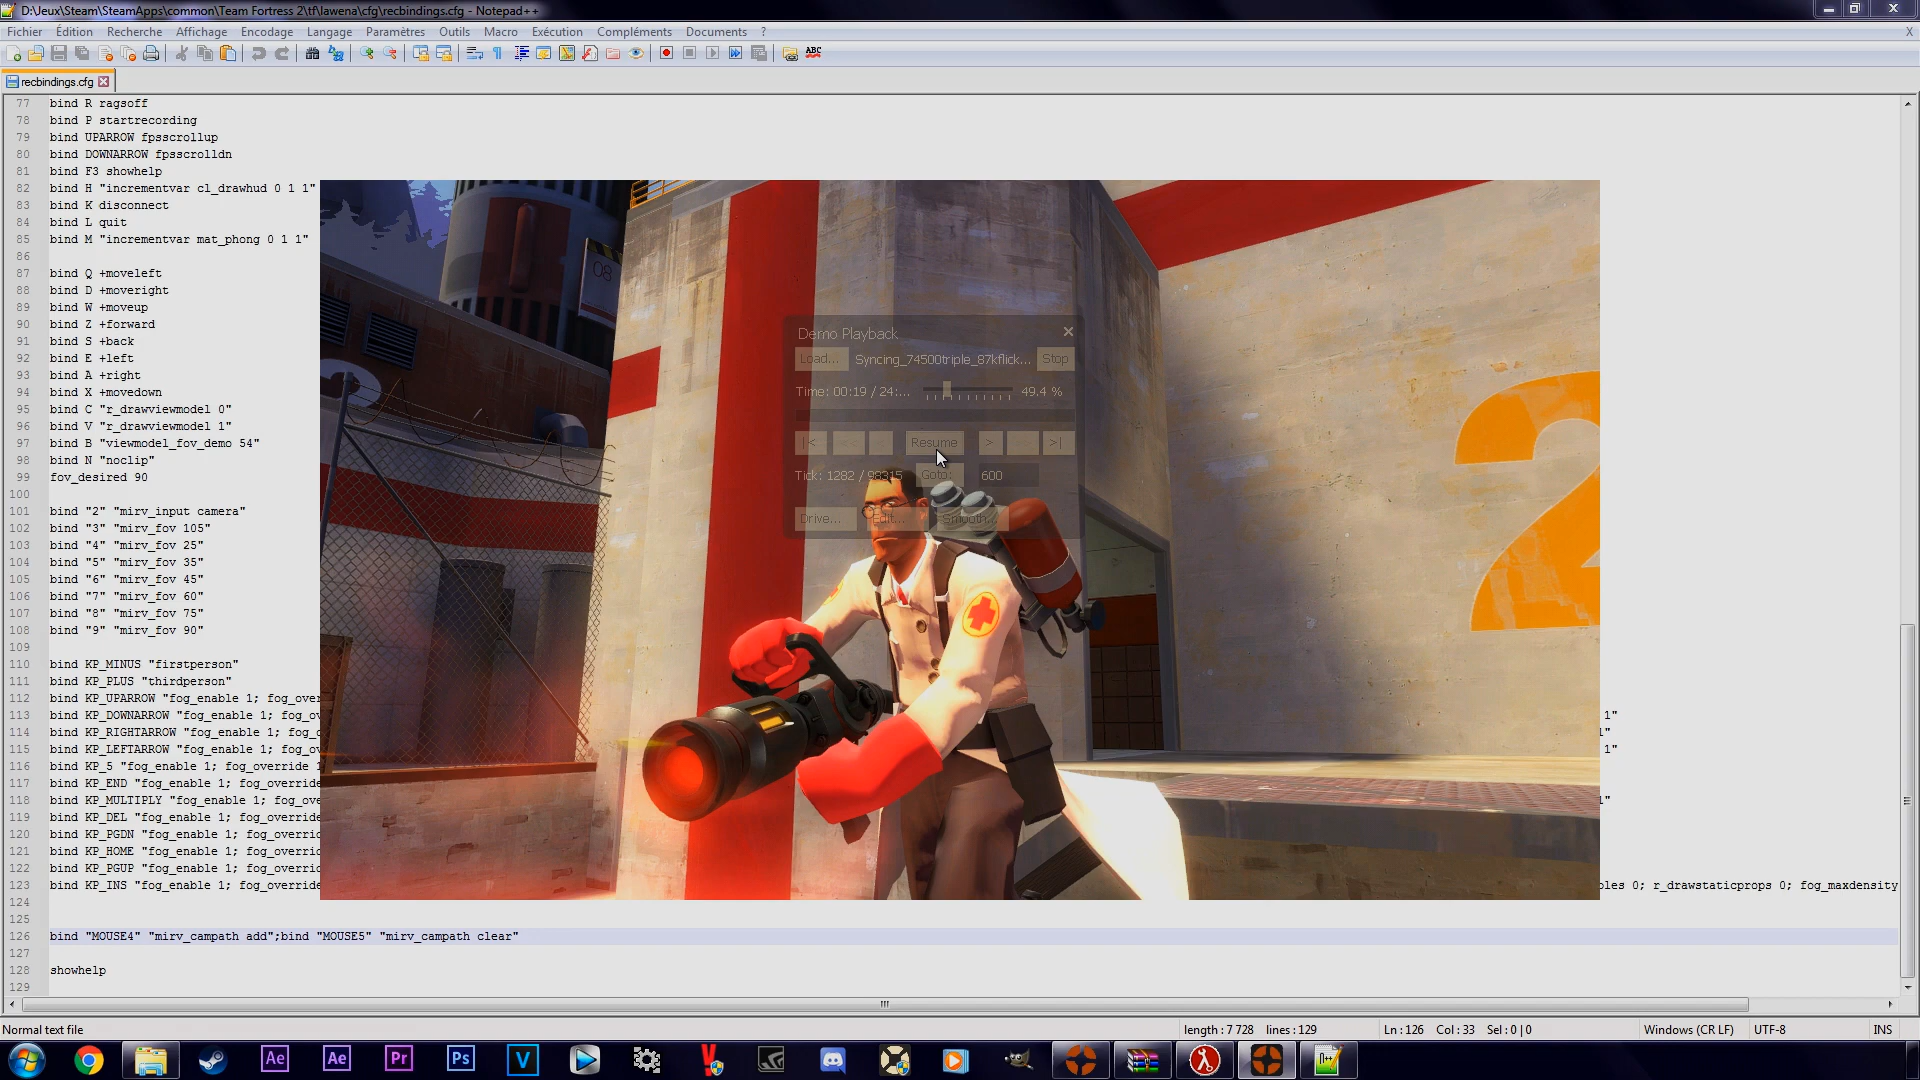 D:\Jeux\Steam\SteamApps\common\Team Fortress 2\tf\lawena\cfg\recbindings.cfg - Notepad++
Fichier Édition Recherche Affichage Encodage Langage Paramètres Outils Macro Exécution Compléments Documents ? X
ABC
recbindings.cfg
77 bind R ragsoff
78 bind P startrecording
79 bind UPARROW fpsscrollup
80 bind DOWNARROW fpsscrolldn
81 bind F3 showhelp
82 bind H "incrementvar cl_drawhud 0 1 1"
83 bind K disconnect
84 bind L quit
85 bind M "incrementvar mat_phong 0 1 1"
86
87 bind Q +moveleft
88 bind D +moveright
89 bind W +moveup
90 bind Z +forward
91 bind S +back
92 bind E +left
93 bind A +right
94 bind X +movedown
95 bind C "r_drawviewmodel 0"
96 bind V "r_drawviewmodel 1"
97 bind B "viewmodel_fov_demo 54"
98 bind N "noclip"
99 fov_desired 90
100
101 bind "2" "mirv_input camera"
102 bind "3" "mirv_fov 105"
103 bind "4" "mirv_fov 25"
104 bind "5" "mirv_fov 35"
105 bind "6" "mirv_fov 45"
106 bind "7" "mirv_fov 60"
107 bind "8" "mirv_fov 75"
108 bind "9" "mirv_fov 90"
109
110 bind KP_MINUS "firstperson"
111 bind KP_PLUS "thirdperson"
112 bind KP_UPARROW "fog_enable 1; fog_over
113 bind KP_DOWNARROW "fog_enable 1; fog_ov 1"
114 bind KP_RIGHTARROW "fog_enable 1; fog_o 1"
115 bind KP_LEFTARROW "fog_enable 1; fog_ov 1"
116 bind KP_5 "fog_enable 1; fog_override 1
117 bind KP_END "fog_enable 1; fog_override
118 bind KP_MULTIPLY "fog_enable 1; fog_ove 1"
119 bind KP_DEL "fog_enable 1; fog_override
120 bind KP_PGDN "fog_enable 1; fog_overric
121 bind KP_HOME "fog_enable 1; fog_overric
122 bind KP_PGUP "fog_enable 1; fog_overric
123 bind KP_INS "fog_enable 1; fog_override bles 0; r_drawstaticprops 0; fog_maxdensity
124
125
126 bind "MOUSE4" "mirv_campath add";bind "MOUSE5" "mirv_campath clear"
127
128 showhelp
129
08
2
Demo Playback
Load... Syncing_74500triple_87kflick... Stop
Time: 00:19 / 24:... 49.4 %
|< << Resume > >|
Tick: 1282 / 98315 Goto: 600
Drive... Edit... Smooth...
Normal text file length : 7 728 lines : 129 Ln : 126 Col : 33 Sel : 0 | 0 Windows (CR LF) UTF-8 INS
Ae Ae Pr Ps V